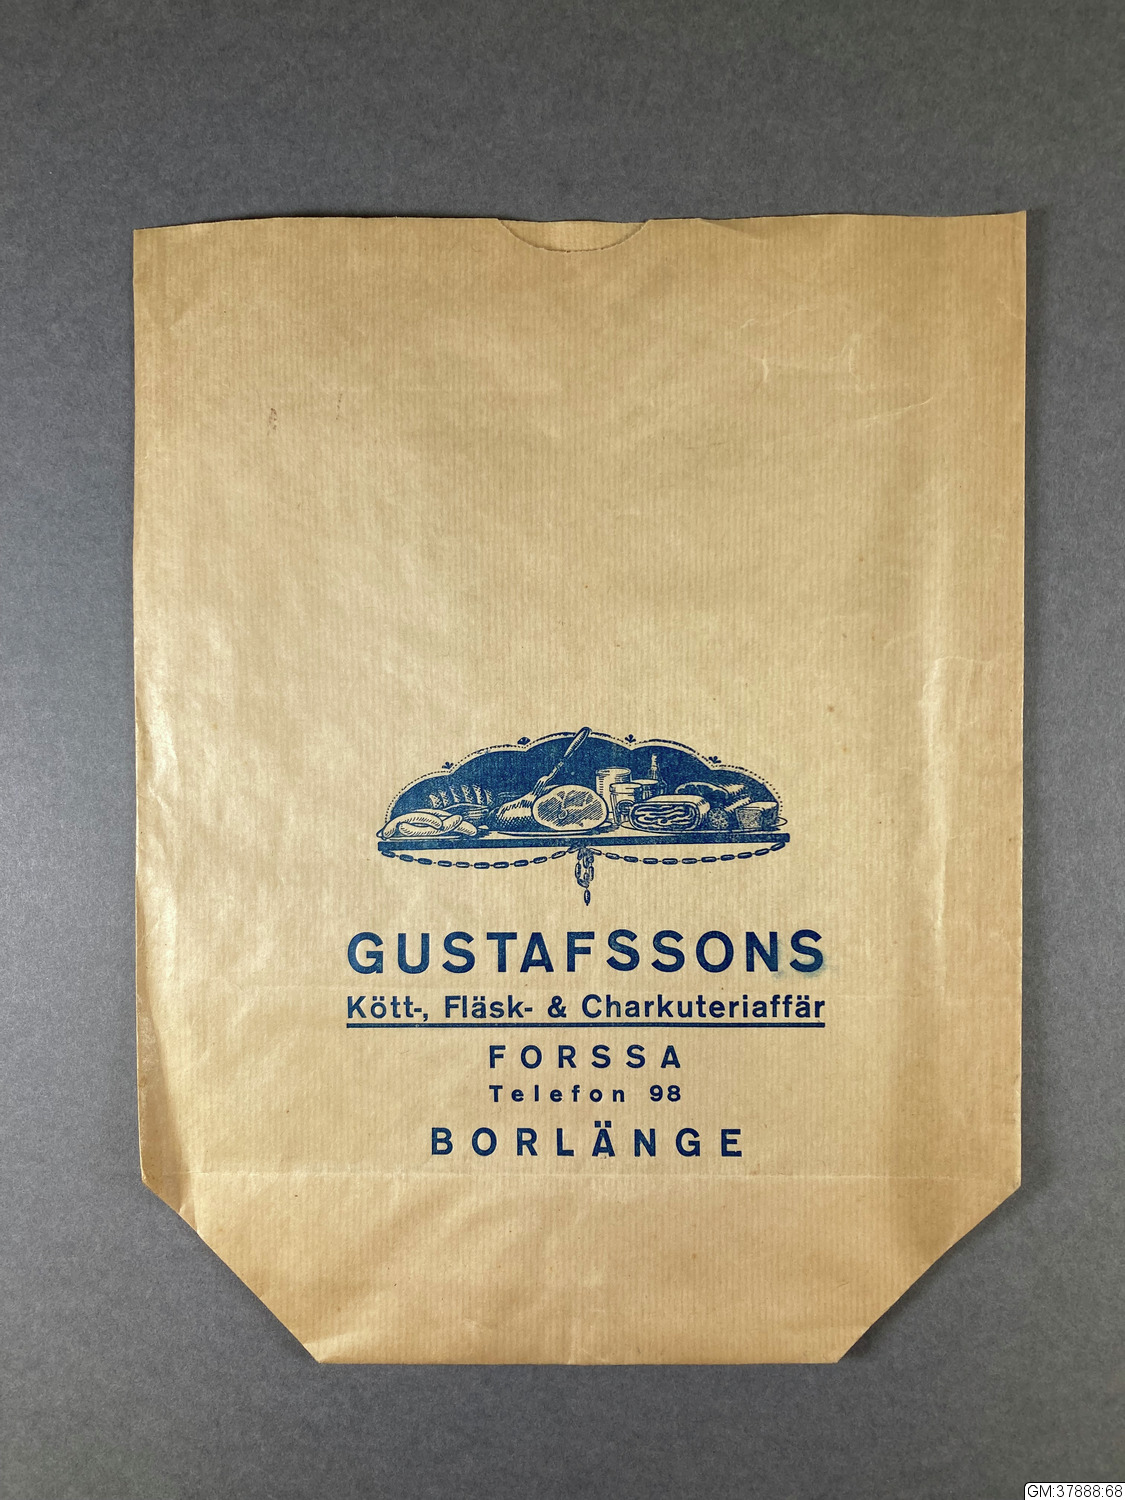 GUSTAFSSONS
Kött-, Fläsk- & Charkuteriaffär
FORSSA
Telefon 98
BORLÄNGE
GM:37888:68